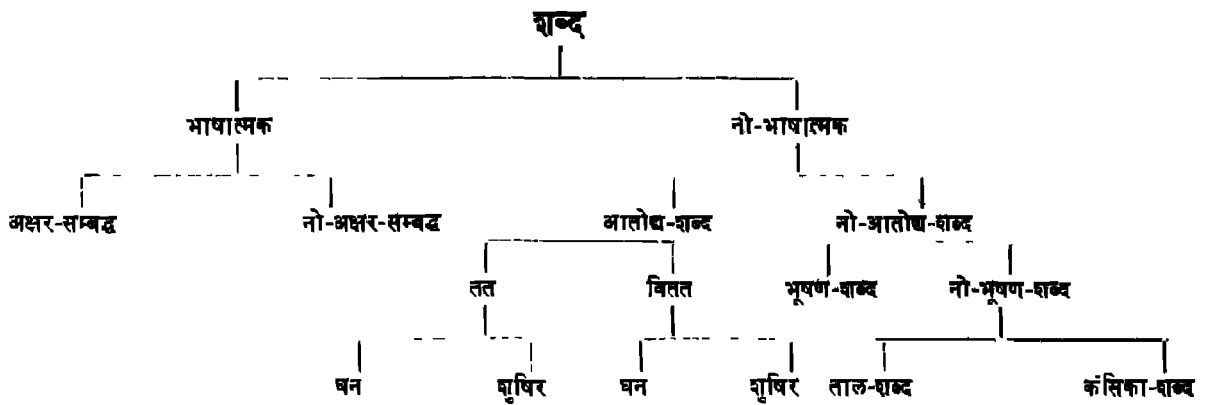 शब्द
भाषात्मक नो-भाषात्मक
अक्षर-सम्बद्ध नो-अक्षर-सम्बद्ध आतोद्य-शब्द नो-आतोद्य-शब्द
तत वितत भूषण-शब्द नो-भूषण-शब्द
घन शुषिर घन शुषिर ताल-शब्द कंसिका-शब्द